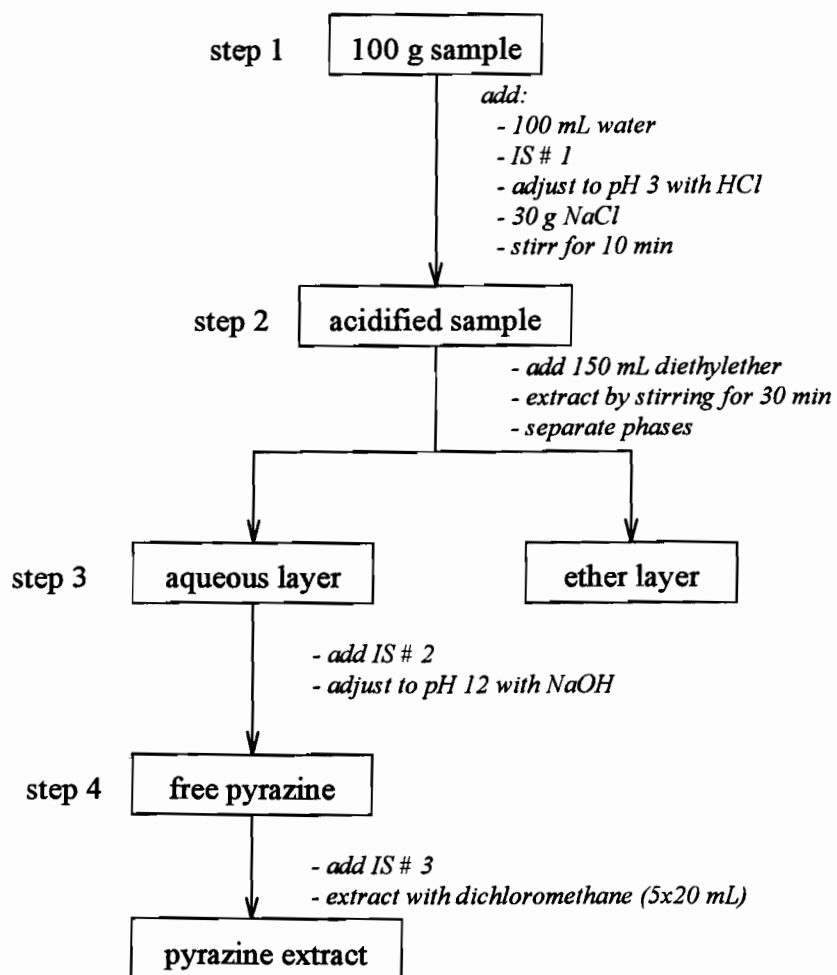 step 1
100 g sample
add:
- 100 mL water
- IS # 1
- adjust to pH 3 with HCl
- 30 g NaCl
- stirr for 10 min
step 2
acidified sample
- add 150 mL diethylether
- extract by stirring for 30 min
- separate phases
step 3
aqueous layer
ether layer
- add IS # 2
- adjust to pH 12 with NaOH
step 4
free pyrazine
- add IS # 3
- extract with dichloromethane (5x20 mL)
pyrazine extract